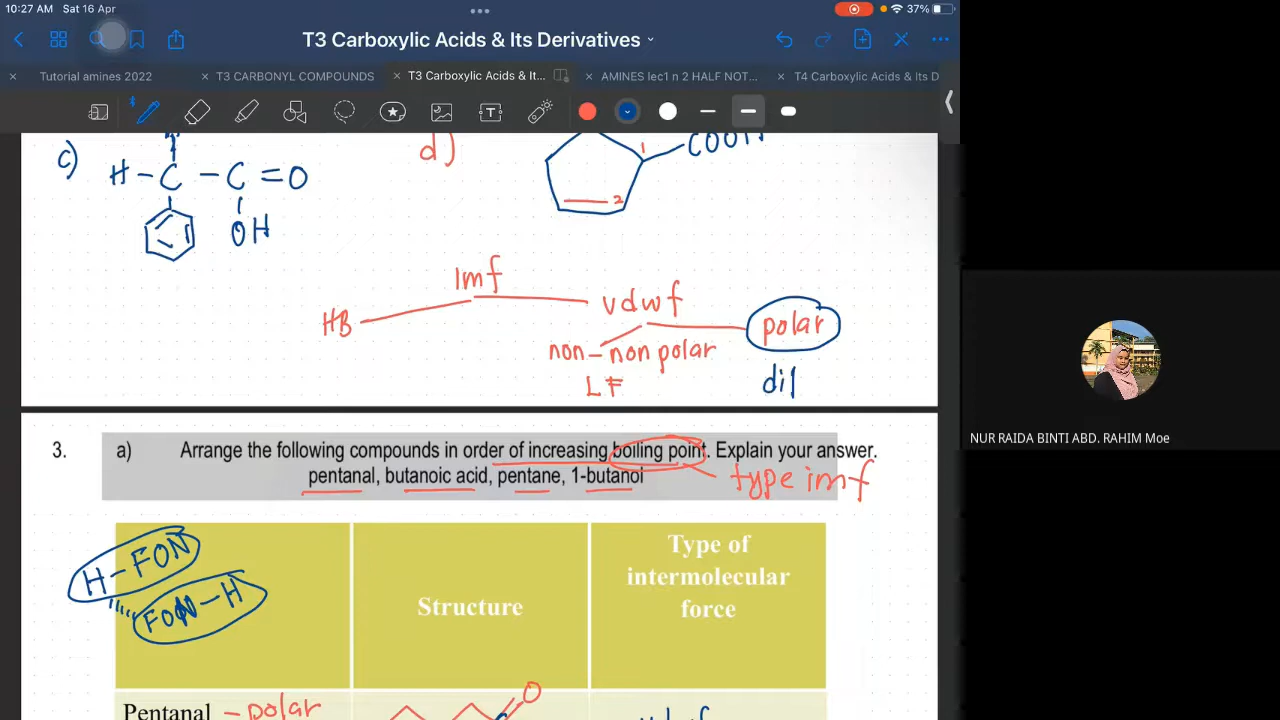 10:27 AM Sat 16 Apr
37%
T3 Carboxylic Acids & Its Derivatives
Tutorial amines 2022
T3 CARBONYL COMPOUNDS
T3 Carboxylic Acids & It...
AMINES lec1 n 2 HALF NOT...
T4 Carboxylic Acids & Its D
c)
H-C-C=O
OH
d)
1
COOH
2
imf
HB
vdwf
non-non polar
LF
polar
dil
3. a) Arrange the following compounds in order of increasing boiling point. Explain your answer.
pentanal, butanoic acid, pentane, 1-butanol
type imf
H-FON
FON-H
Structure
Type of
intermolecular
force
Pentanal - polar
O
NUR RAIDA BINTI ABD. RAHIM Moe